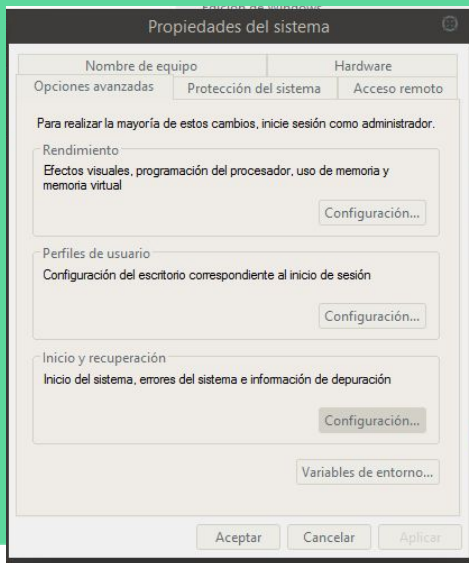 Edición de Windows
Propiedades del sistema
Nombre de equipo
Hardware
Opciones avanzadas
Protección del sistema
Acceso remoto
Para realizar la mayoría de estos cambios, inicie sesión como administrador.
Rendimiento
Efectos visuales, programación del procesador, uso de memoria y
memoria virtual
Configuración...
Perfiles de usuario
Configuración del escritorio correspondiente al inicio de sesión
Configuración...
Inicio y recuperación
Inicio del sistema, errores del sistema e información de depuración
Configuración...
Variables de entorno...
Aceptar
Cancelar
Aplicar